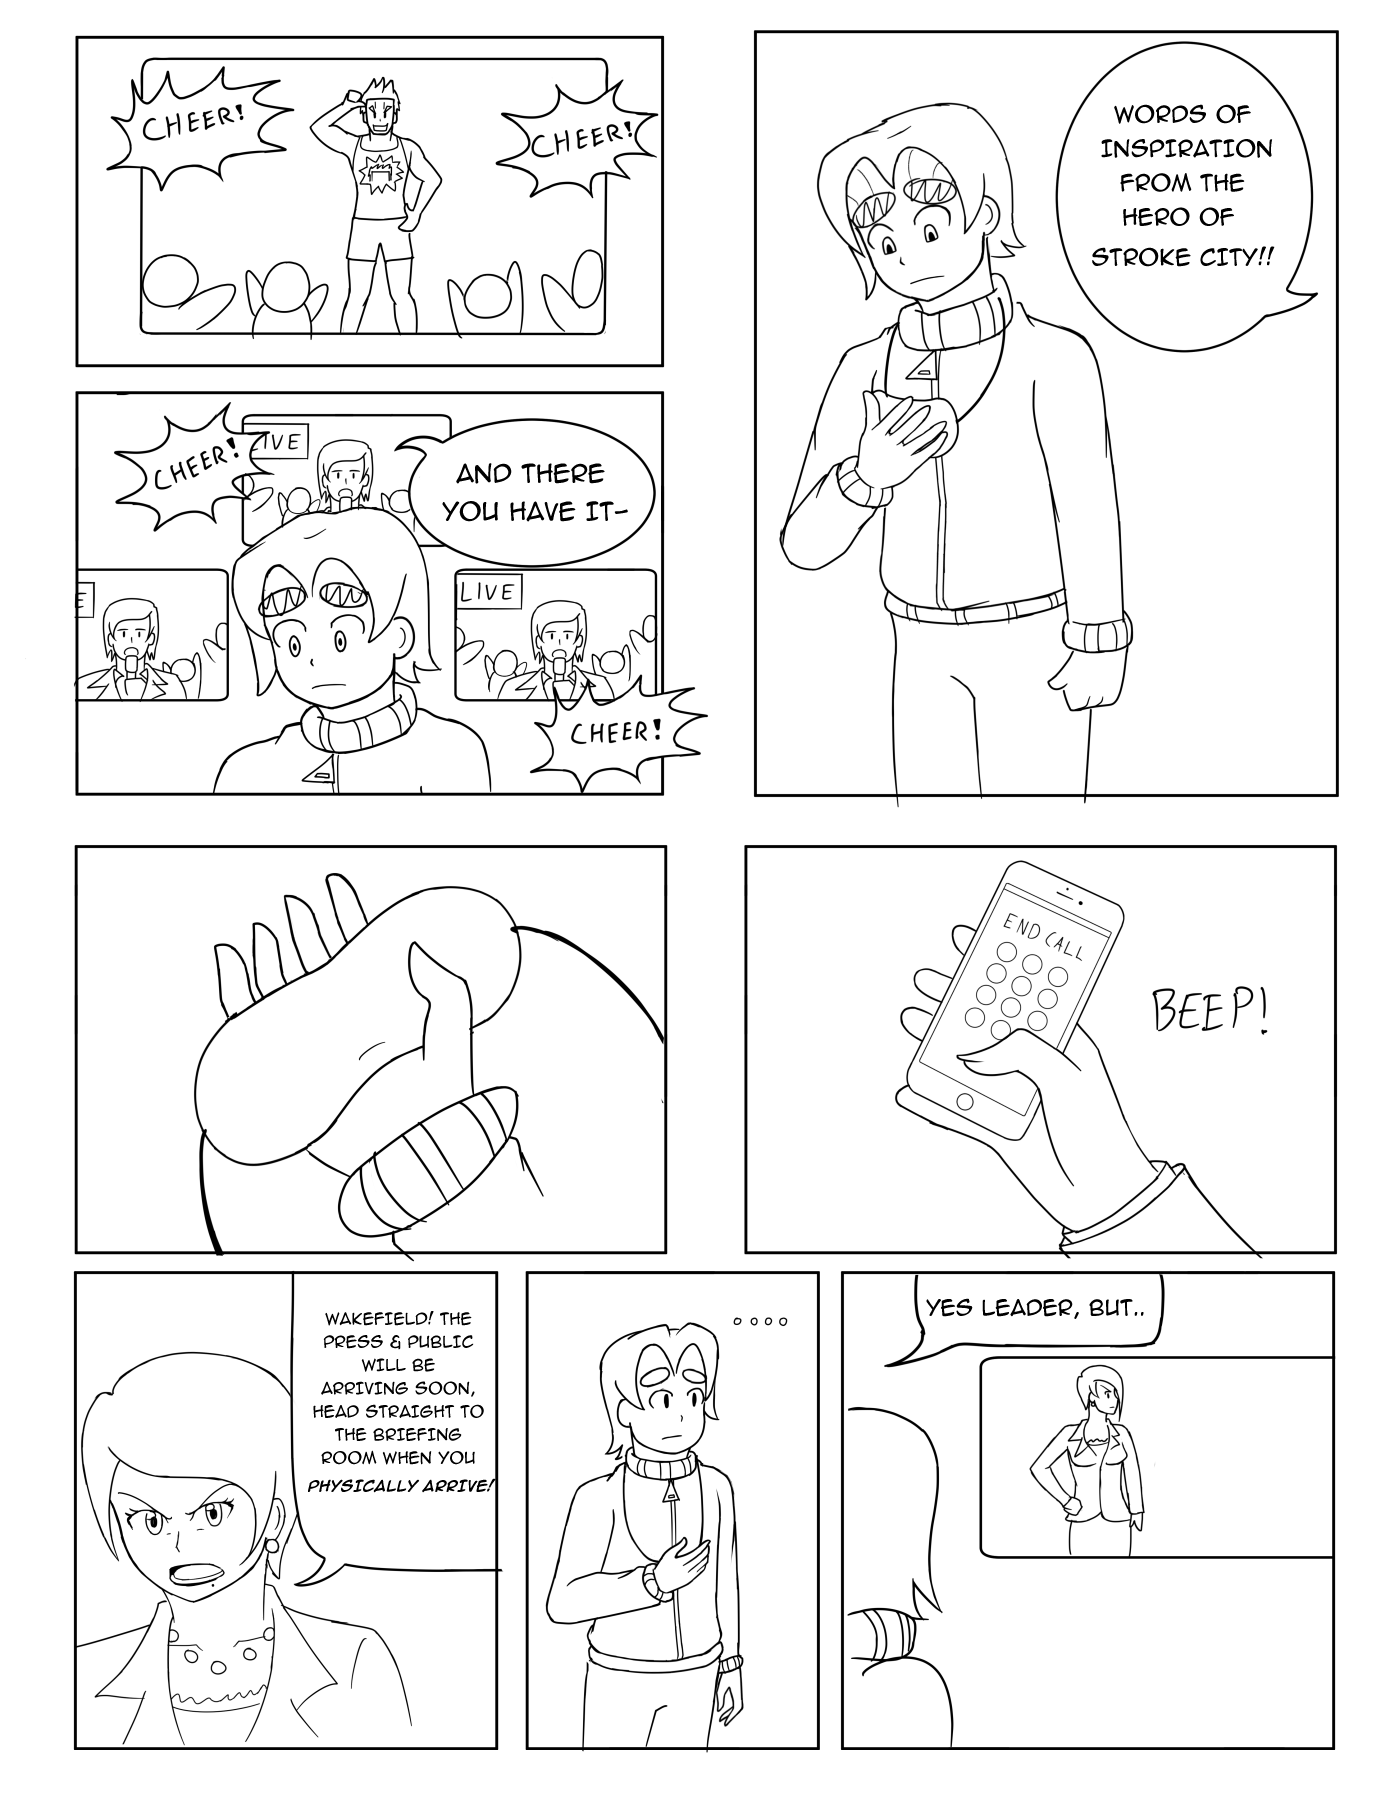 CHEER!
CHEER!
LIVE
CHEER!
AND THERE
YOU HAVE IT-
LIVE
CHEER!
WORDS OF
INSPIRATION
FROM THE
HERO OF
STROKE CITY!!
END CALL
BEEP!
WAKEFIELD! THE
PRESS & PUBLIC
WILL BE
ARRIVING SOON,
HEAD STRAIGHT TO
THE BRIEFING
ROOM WHEN YOU
PHYSICALLY ARRIVE!
....
YES LEADER, BUT..